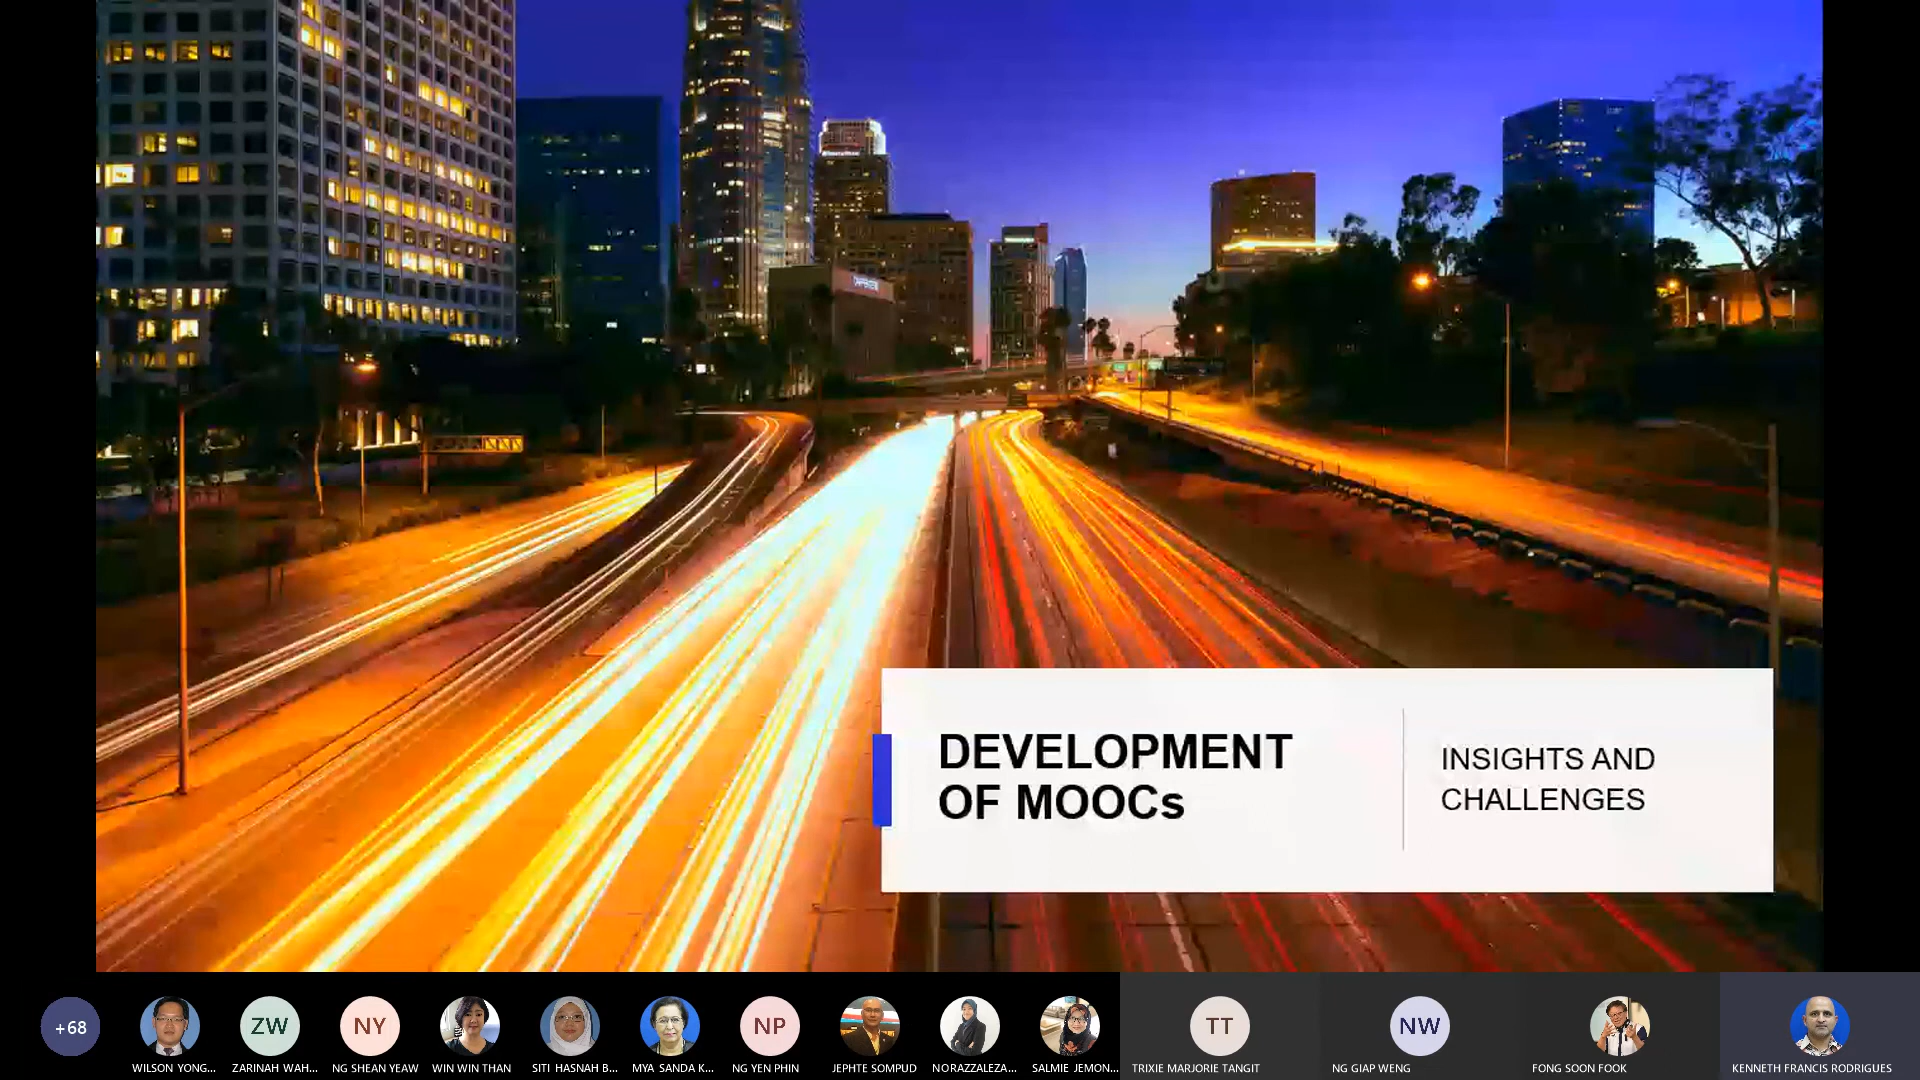 DEVELOPMENT
OF MOOCs
INSIGHTS AND
CHALLENGES
+68
ZW
NY
NP
TT
NW
WILSON YONG...
ZARINAH WAH...
NG SHEAN YEAW
WIN WIN THAN
SITI HASNAH B...
MYA SANDA K...
NG YEN PHIN
JEPHTE SOMPUD
NORAZZALEZA...
SALMIE JEMON...
TRIXIE MARJORIE TANGIT
NG GIAP WENG
FONG SOON FOOK
KENNETH FRANCIS RODRIGUES